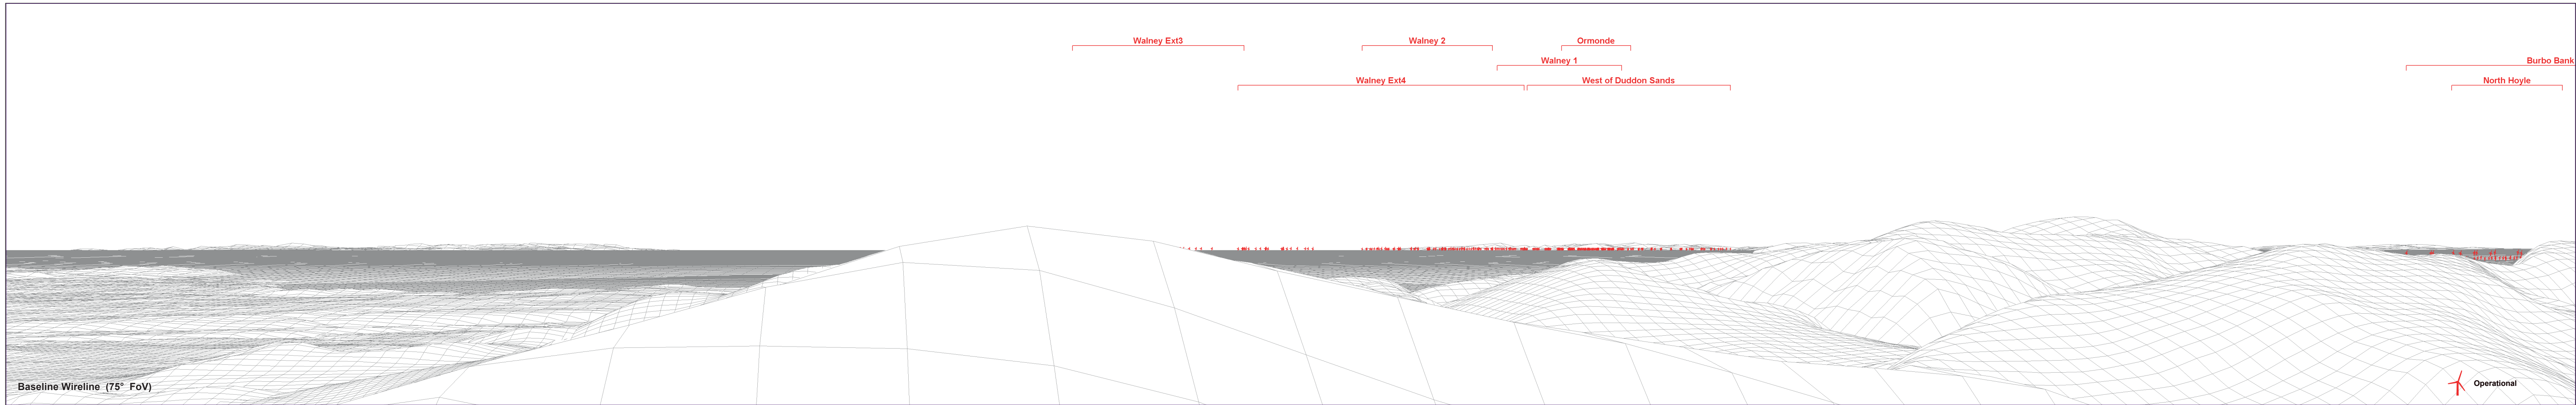 Walney Ext3
Walney 2
Ormonde
Walney 1
Burbo Bank
Walney Ext4
West of Duddon Sands
North Hoyle
Baseline Wireline (75° FoV)
Operational